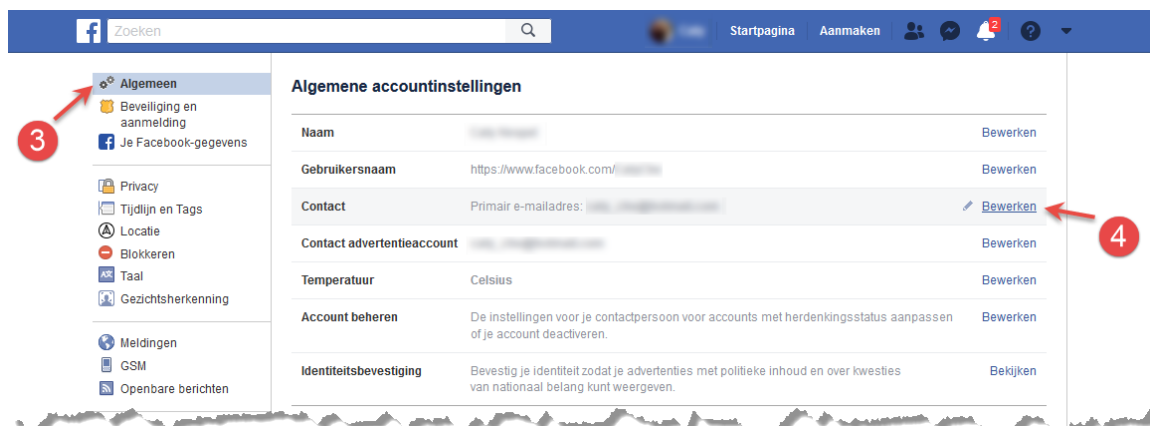 Zoeken
Startpagina
Aanmaken
2
Algemeen
Beveiliging en
aanmelding
Je Facebook-gegevens
3
Privacy
Tijdlijn en Tags
Locatie
Blokkeren
Taal
Gezichtsherkenning
Meldingen
GSM
Openbare berichten
Algemene accountinstellingen
Naam Bewerken
Gebruikersnaam https://www.facebook.com/ Bewerken
Contact Primair e-mailadres: Bewerken
4
Contact advertentieaccount Bewerken
Temperatuur Celsius Bewerken
Account beheren De instellingen voor je contactpersoon voor accounts met herdenkingsstatus aanpassen Bewerken
of je account deactiveren.
Identiteitsbevestiging Bevestig je identiteit zodat je advertenties met politieke inhoud en over kwesties Bekijken
van nationaal belang kunt weergeven.